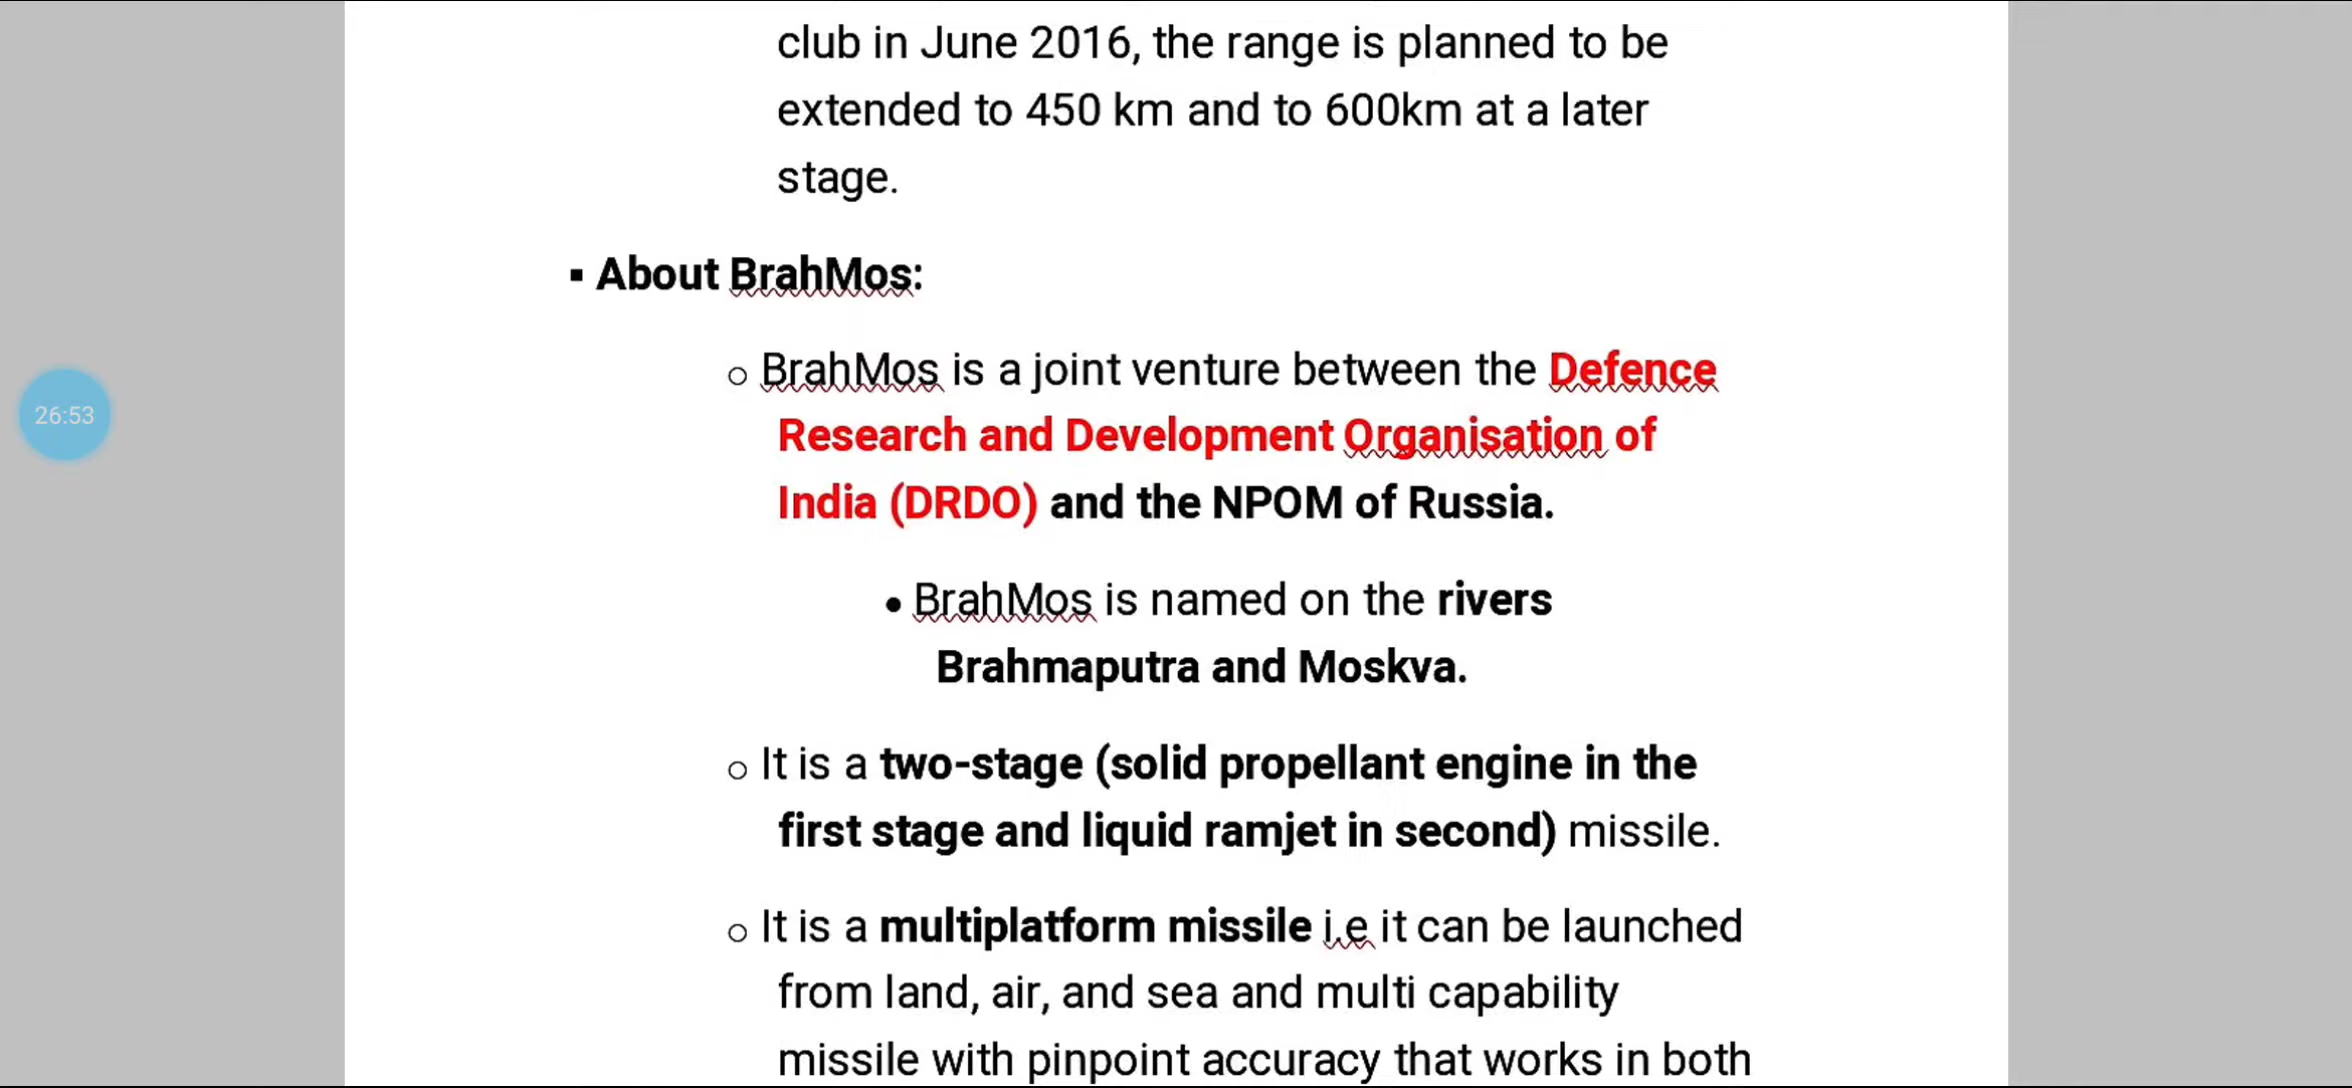 club in June 2016, the range is planned to be
extended to 450 km and to 600km at a later
stage.
▪ About BrahMos:
o BrahMos is a joint venture between the Defence
Research and Development Organisation of
India (DRDO) and the NPOM of Russia.
• BrahMos is named on the rivers
Brahmaputra and Moskva.
o It is a two-stage (solid propellant engine in the
first stage and liquid ramjet in second) missile.
o It is a multiplatform missile i.e it can be launched
from land, air, and sea and multi capability
missile with pinpoint accuracy that works in both
26:53